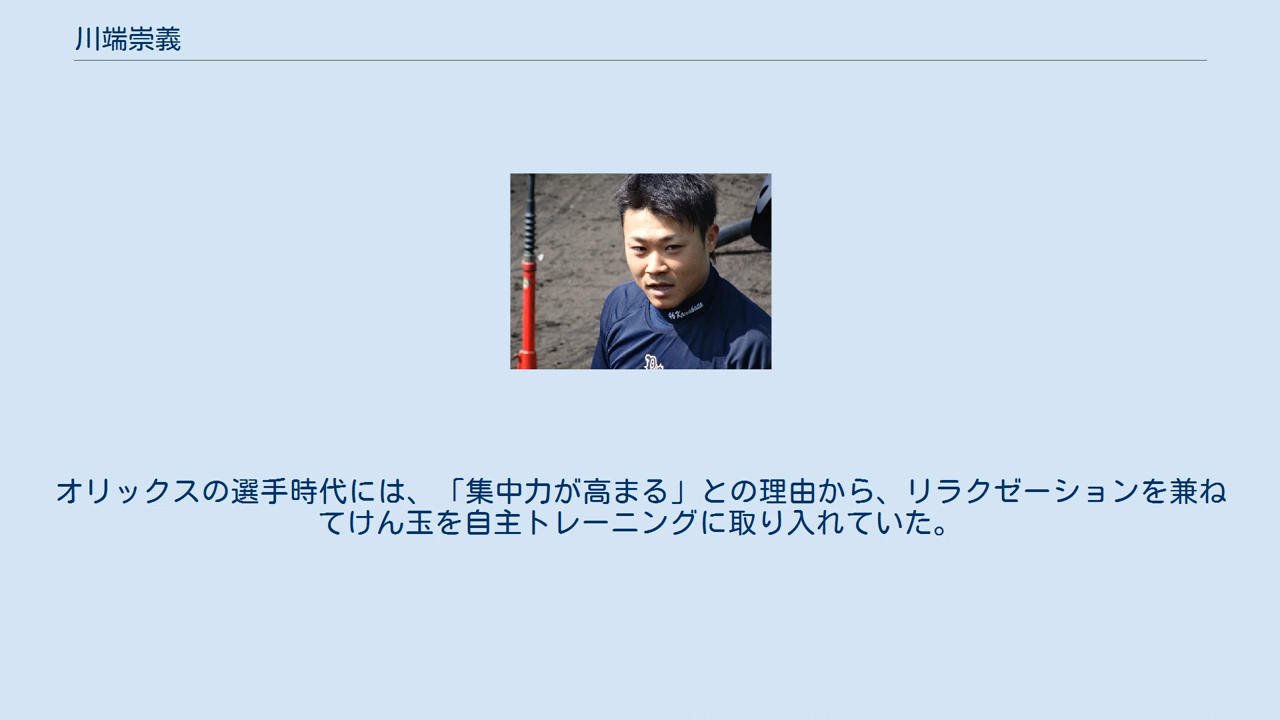 川端崇義
オリックスの選手時代には、「集中力が高まる」との理由から、リラクゼーションを兼ね
てけん玉を自主トレーニングに取り入れていた。